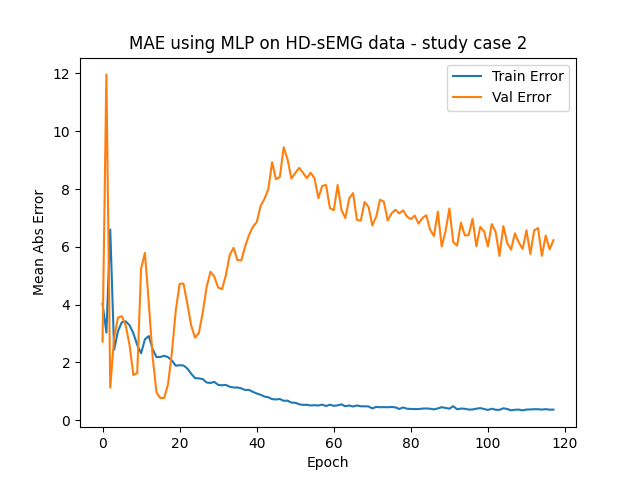 MAE using MLP on HD-sEMG data - study case 2
Train Error
Val Error
Mean Abs Error
12
10
8
6
4
2
0
0 20 40 60 80 100 120
Epoch